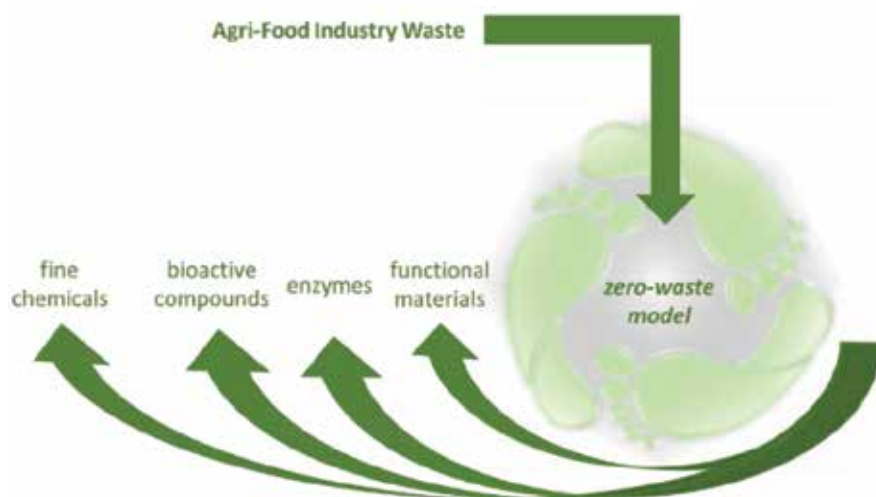 Agri-Food Industry Waste
fine
chemicals
bioactive
compounds
enzymes
functional
materials
zero-waste
model